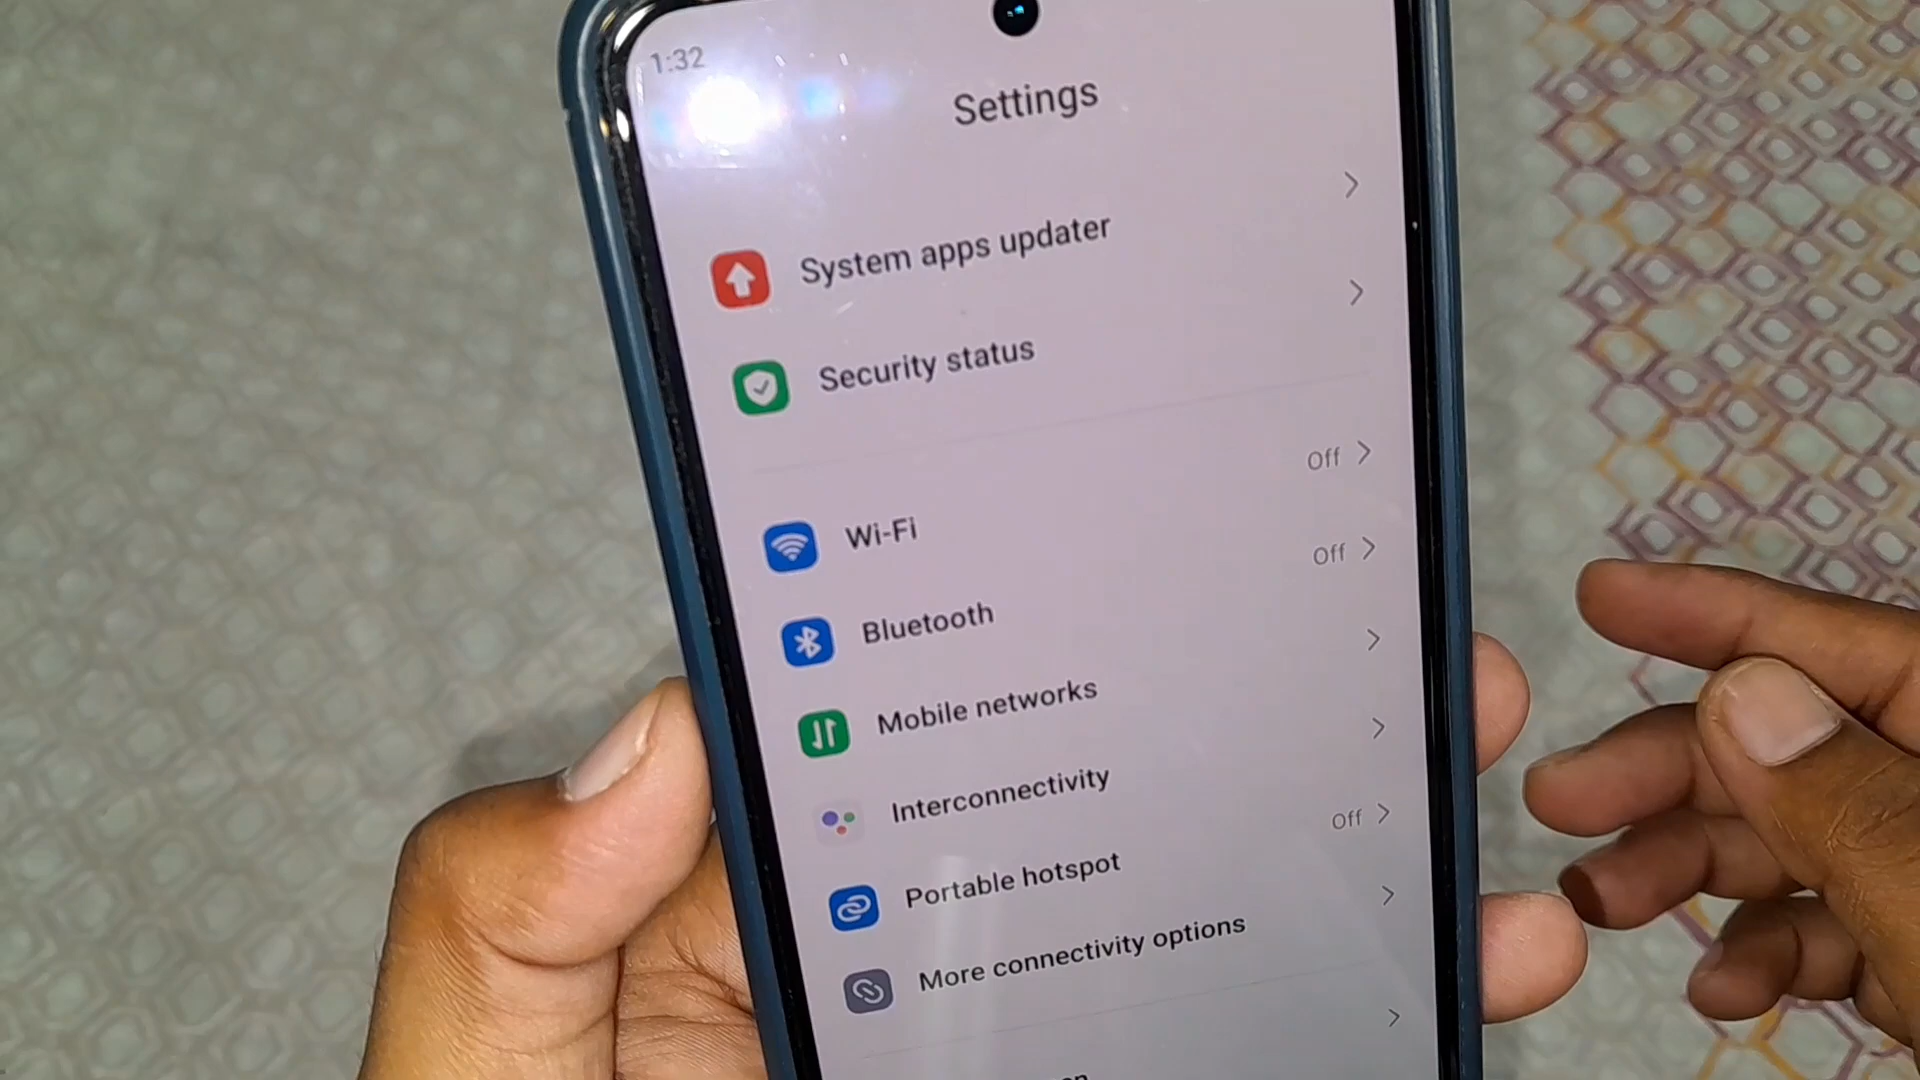 1:32
Settings
System apps updater
Security status
Wi-Fi
Off
Bluetooth
Off
Mobile networks
Interconnectivity
Portable hotspot
Off
More connectivity options